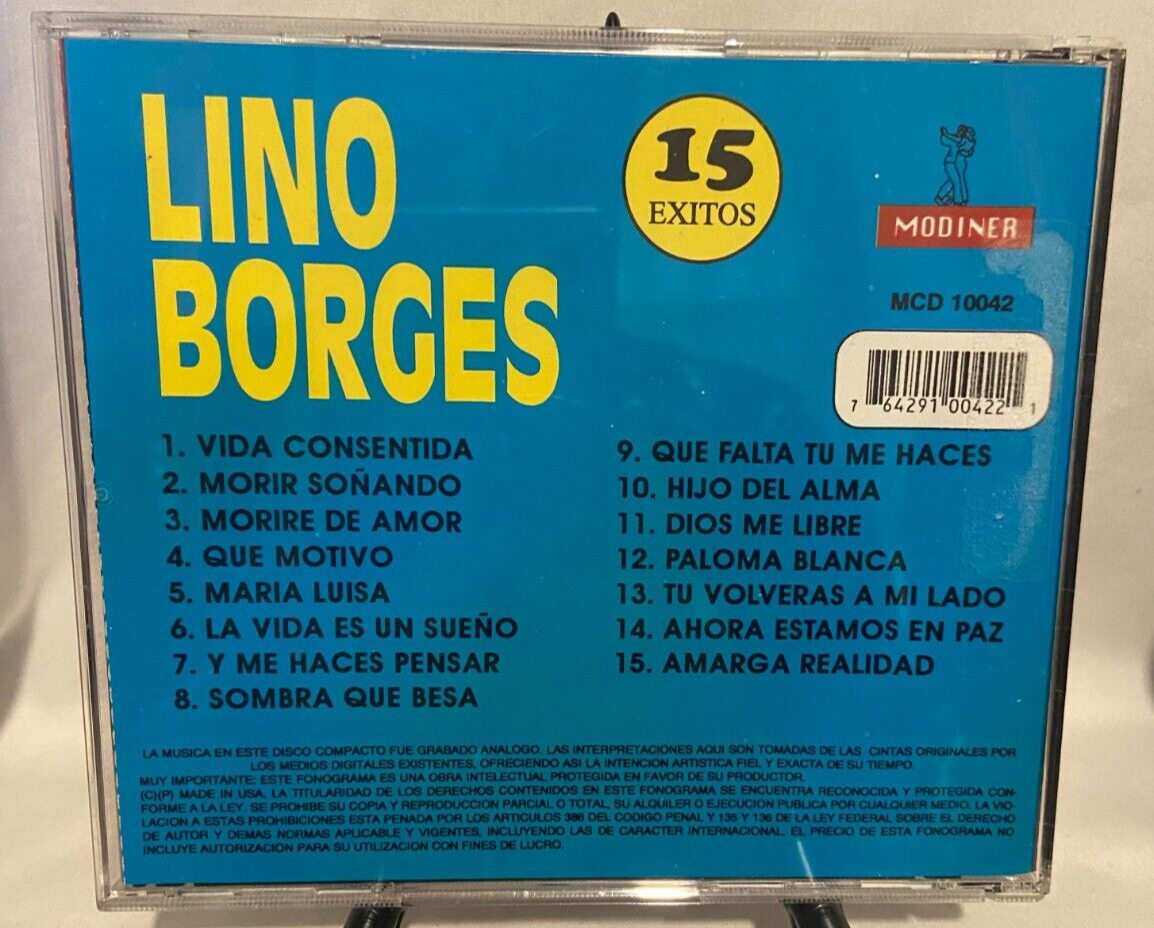 LINO
BORGES
15
EXITOS
MODINER
MCD 10042
7 64291 00422 1
1. VIDA CONSENTIDA
2. MORIR SOÑANDO
3. MORIRE DE AMOR
4. QUE MOTIVO
5. MARIA LUISA
6. LA VIDA ES UN SUEÑO
7. Y ME HACES PENSAR
8. SOMBRA QUE BESA
9. QUE FALTA TU ME HACES
10. HIJO DEL ALMA
11. DIOS ME LIBRE
12. PALOMA BLANCA
13. TU VOLVERAS A MI LADO
14. AHORA ESTAMOS EN PAZ
15. AMARGA REALIDAD
LA MUSICA EN ESTE DISCO COMPACTO FUE GRABADO ANALOGO. LAS INTERPRETACIONES AQUI SON TOMADAS DE LAS CINTAS ORIGINALES POR
LOS MEDIOS DIGITALES EXISTENTES, OFRECIENDO ASI LA INTENCION ARTISTICA FIEL Y EXACTA DE SU TIEMPO.
MUY IMPORTANTE: ESTE FONOGRAMA ES UNA OBRA INTELECTUAL PROTEGIDA EN FAVOR DE SU PRODUCTOR.
(C)(P) MADE IN USA. LA TITULARIDAD DE LOS DERECHOS CONTENIDOS EN ESTE FONOGRAMA SE ENCUENTRA RECONOCIDA Y PROTEGIDA CON-
FORME A LA LEY. SE PROHIBE SU COPIA Y REPRODUCCION PARCIAL O TOTAL, SU ALQUILER O EJECUCION PUBLICA POR CUALQUIER MEDIO. LA VIO-
LACION A ESTAS PROHIBICIONES ESTA PENADA POR LOS ARTICULOS 386 DEL CODIGO PENAL Y 135 Y 136 DE LA LEY FEDERAL SOBRE EL DERECHO
DE AUTOR Y DEMAS NORMAS APLICABLE Y VIGENTES, INCLUYENDO LAS DE CARACTER INTERNACIONAL. EL PRECIO DE ESTA FONOGRAMA NO
INCLUYE AUTORIZACION PARA SU UTILIZACION CON FINES DE LUCRO.